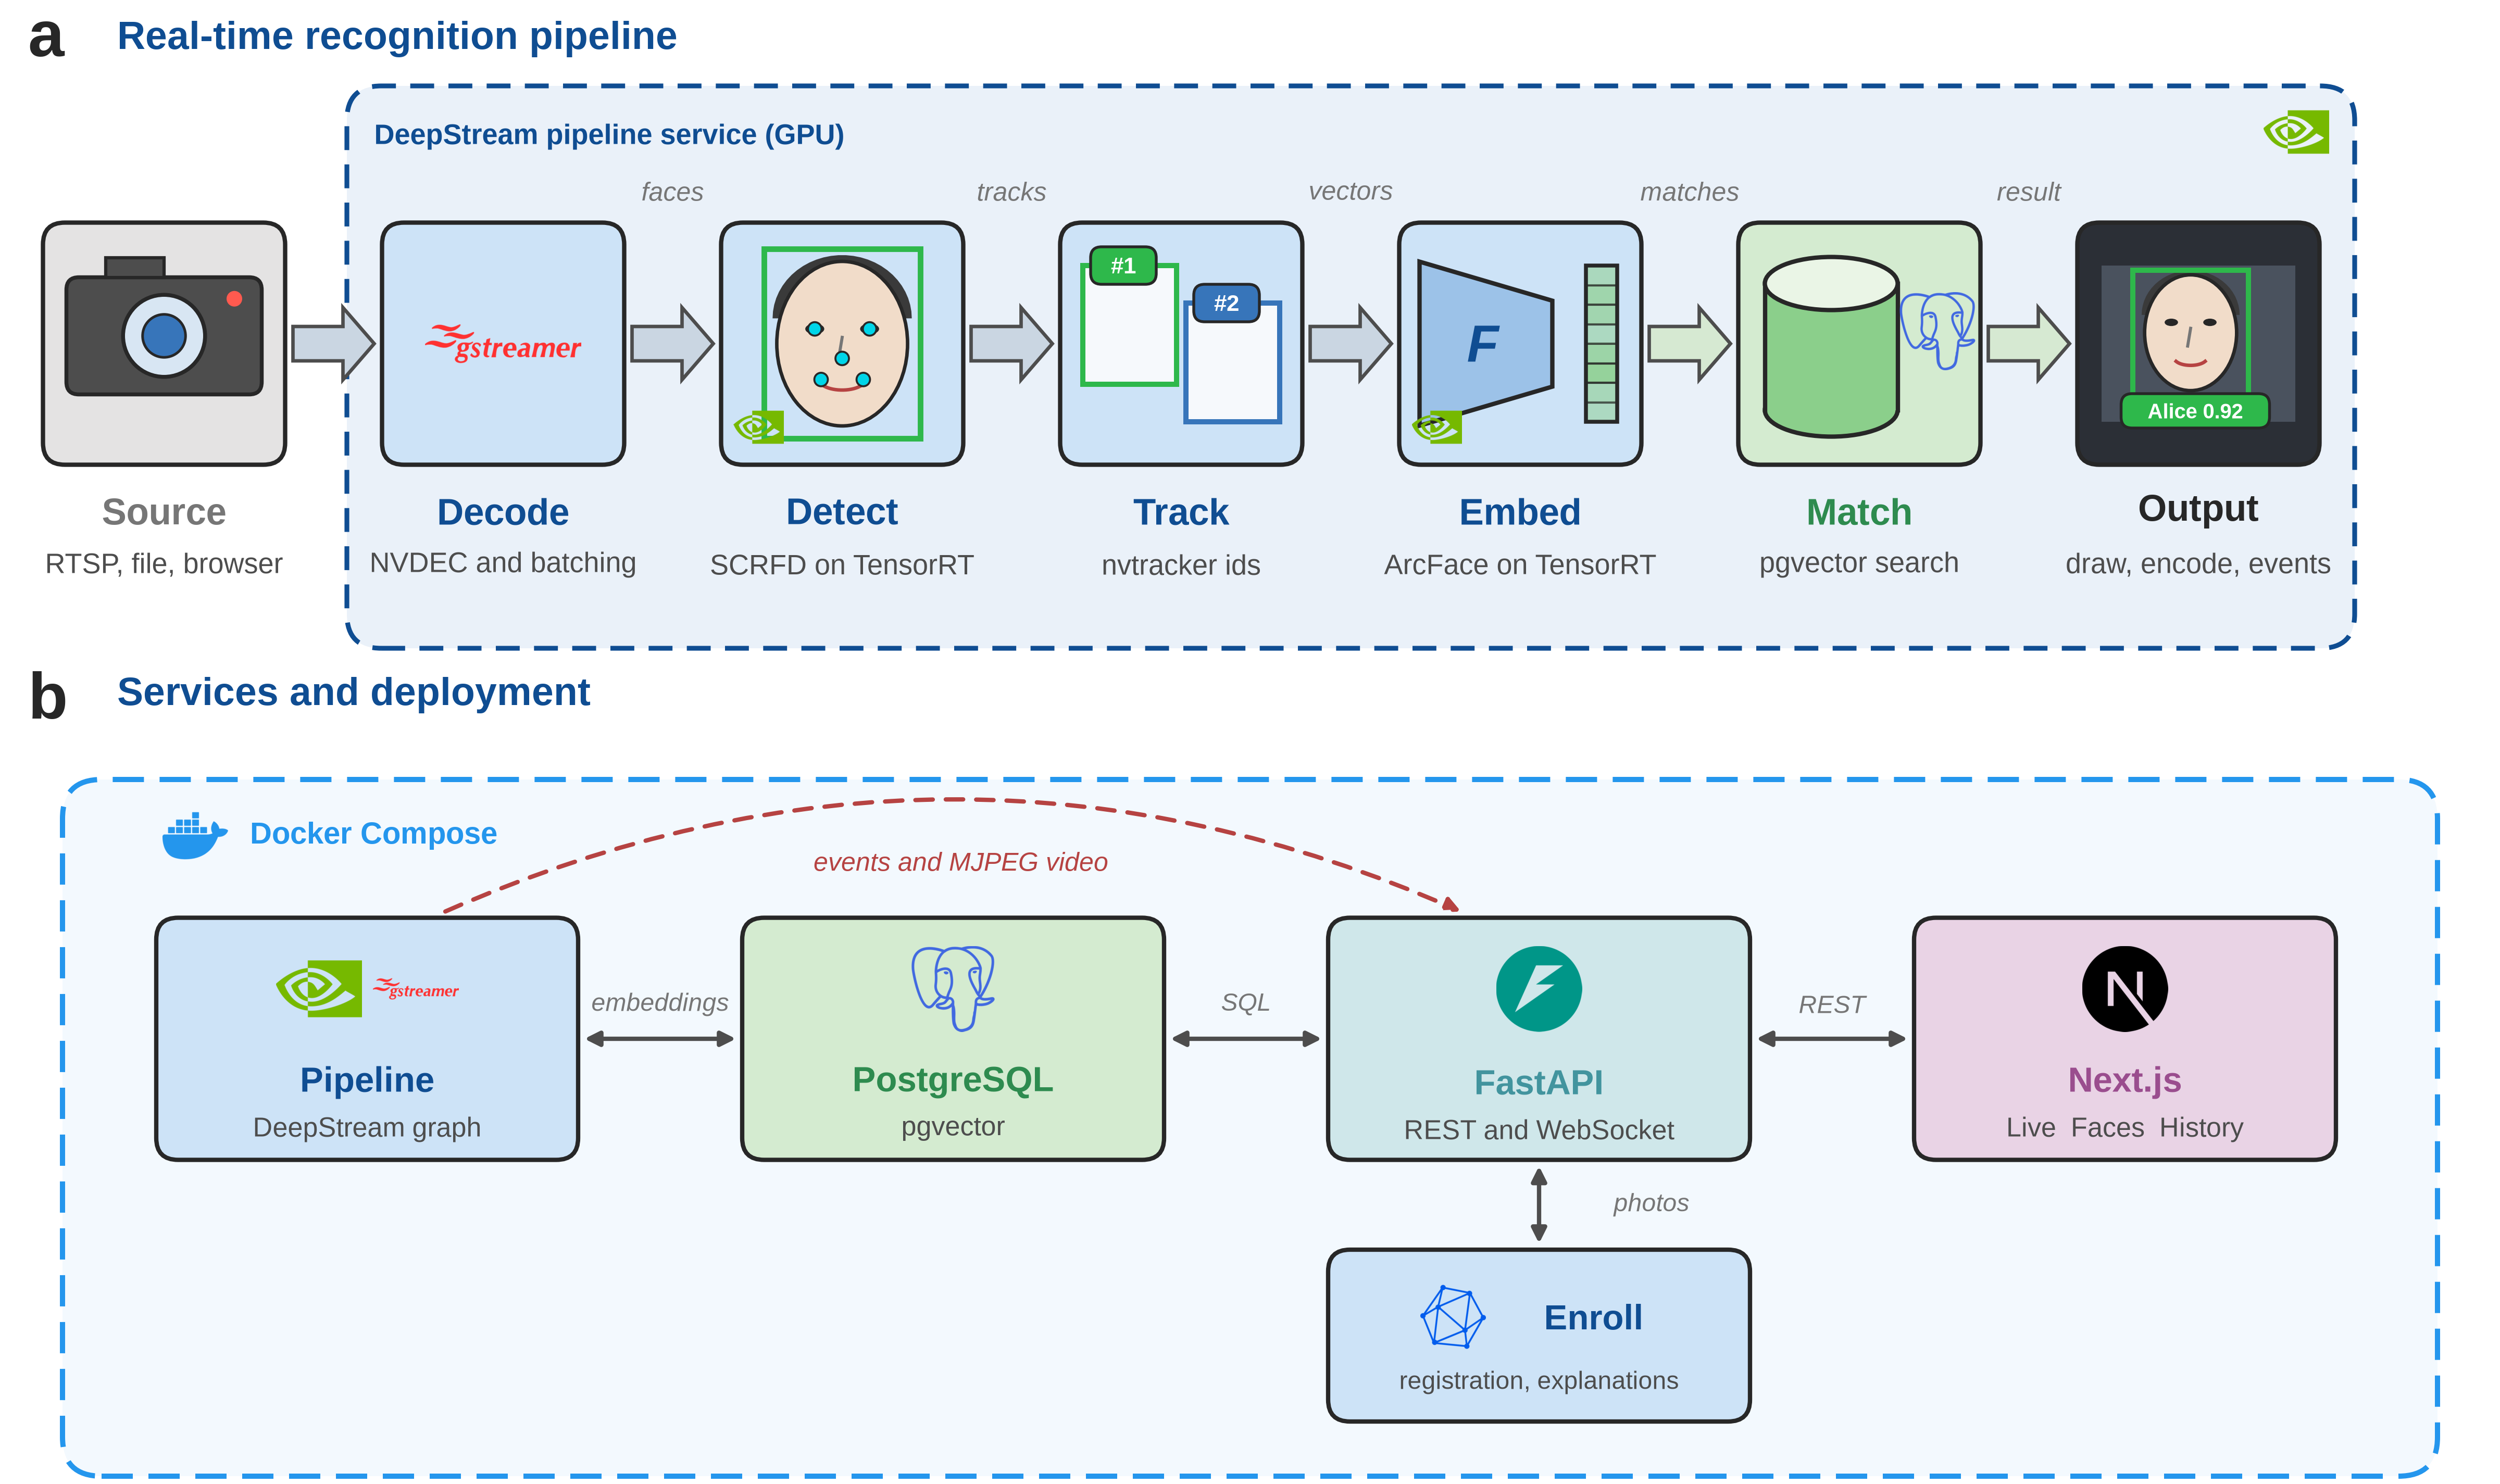 a Real-time recognition pipeline
DeepStream pipeline service (GPU)
faces tracks vectors matches result
#1
#2
gstreamer
F
Alice 0.92
Source Decode Detect Track Embed Match Output
RTSP, file, browser NVDEC and batching SCRFD on TensorRT nvtracker ids ArcFace on TensorRT pgvector search draw, encode, events
b Services and deployment
Docker Compose
events and MJPEG video
gstreamer
N
embeddings SQL REST
Pipeline PostgreSQL FastAPI Next.js
DeepStream graph pgvector REST and WebSocket Live Faces History
photos
Enroll
registration, explanations